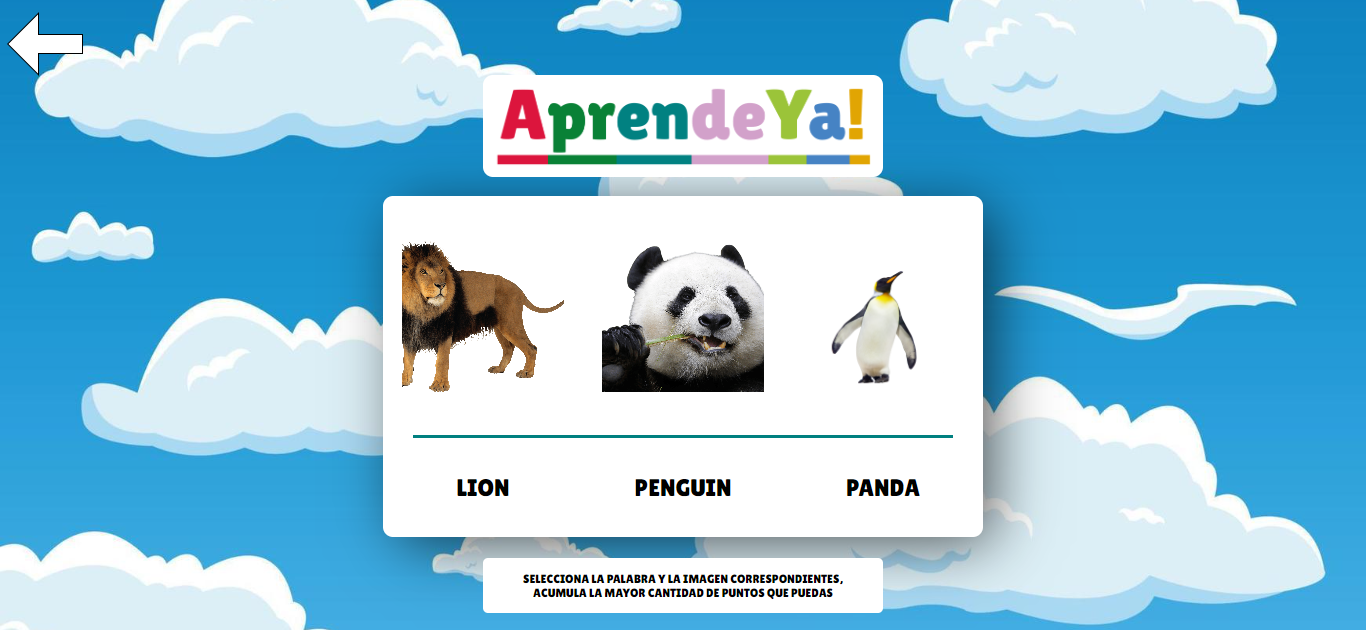 AprendeYa!
LION PENGUIN PANDA
SELECCIONA LA PALABRA Y LA IMAGEN CORRESPONDIENTES,
ACUMULA LA MAYOR CANTIDAD DE PUNTOS QUE PUEDAS